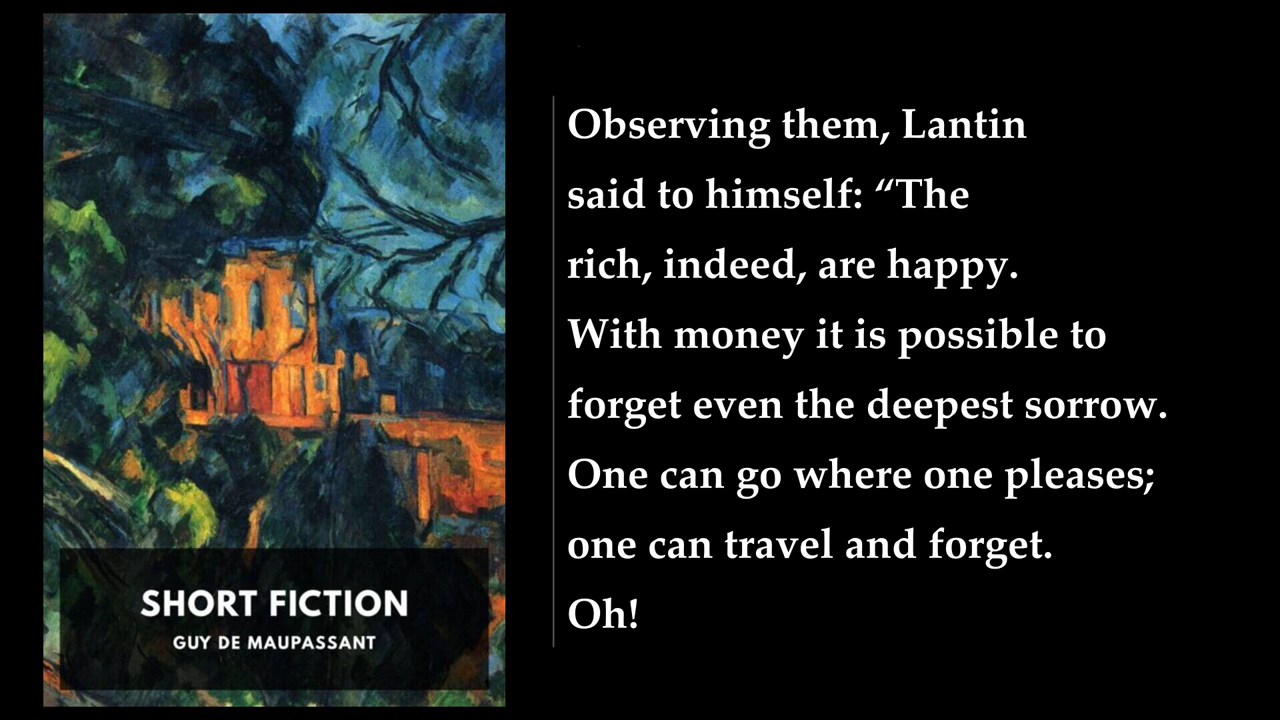 SHORT FICTION
GUY DE MAUPASSANT
Observing them, Lantin
said to himself: “The
rich, indeed, are happy.
With money it is possible to
forget even the deepest sorrow.
One can go where one pleases;
one can travel and forget.
Oh!